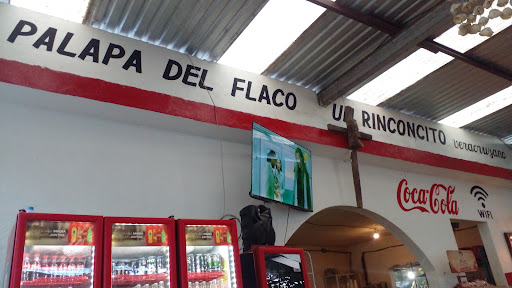 PALAPA DEL FLACO UN RINCONCITO veracruzano
Coca-Cola
WiFi